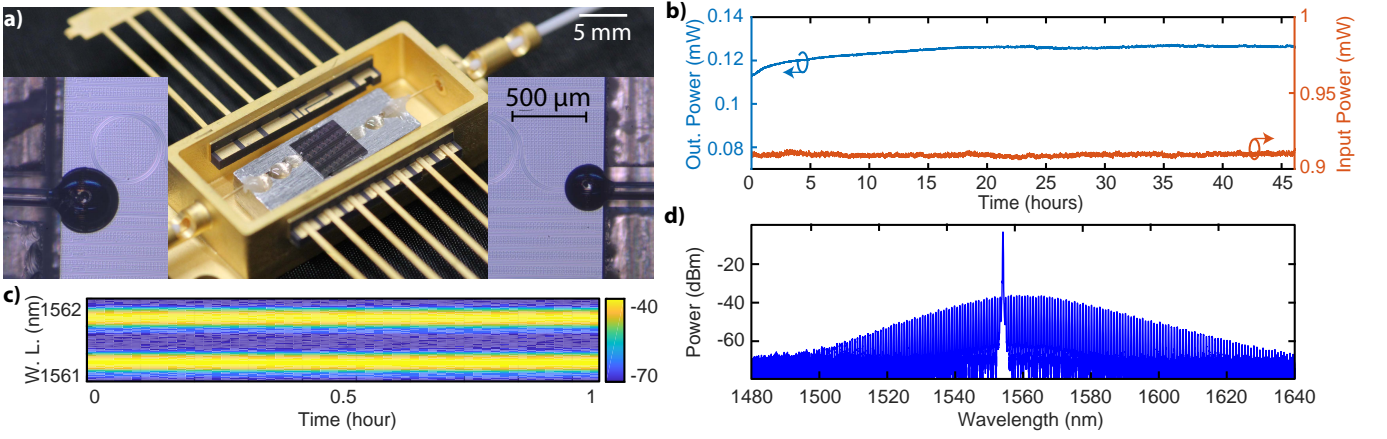 a)
5 mm
500 µm
b)
Out. Power (mW)
0.14
0.12
0.1
0.08
1
0.95
0.9
Input Power (mW)
0 5 10 15 20 25 30 35 40 45
Time (hours)
c)
W. L. (nm)
1562
1561
-40
-70
0 0.5 1
Time (hour)
d)
Power (dBm)
-20
-40
-60
1480 1500 1520 1540 1560 1580 1600 1620 1640
Wavelength (nm)